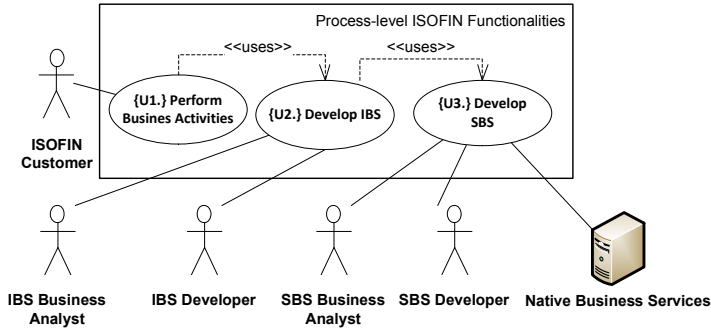 Process-level ISOFIN Functionalities
<<uses>>
<<uses>>
{U1.} Perform
Busines Activities
{U2.} Develop IBS
{U3.} Develop
SBS
ISOFIN
Customer
IBS Business
Analyst
IBS Developer
SBS Business
Analyst
SBS Developer
Native Business Services